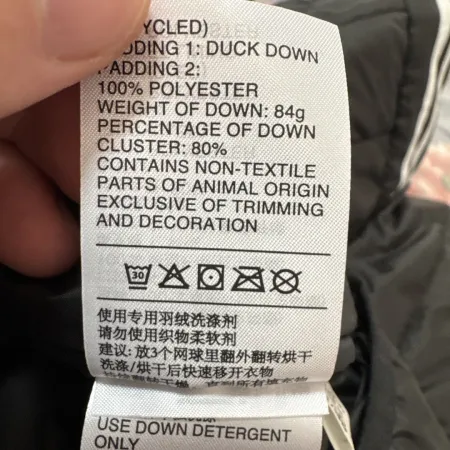 YCLED)
DING 1: DUCK DOWN
PADDING 2:
100% POLYESTER
WEIGHT OF DOWN: 84g
PERCENTAGE OF DOWN
CLUSTER: 80%
CONTAINS NON-TEXTILE
PARTS OF ANIMAL ORIGIN
EXCLUSIVE OF TRIMMING
AND DECORATION
30
使用专用羽绒洗涤剂
请勿使用织物柔软剂
建议: 放3个网球里翻外翻转烘干
洗涤/烘干后快速移开衣物
USE DOWN DETERGENT
ONLY